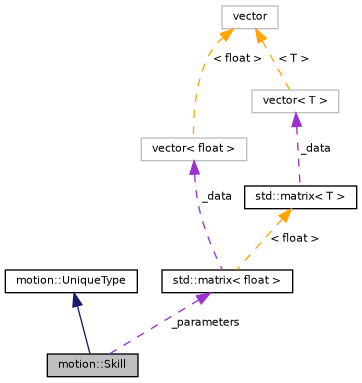 vector
< float >
< T >
vector< T >
vector< float >
_data
_data
std::matrix< T >
< float >
motion::UniqueType
std::matrix< float >
_parameters
motion::Skill